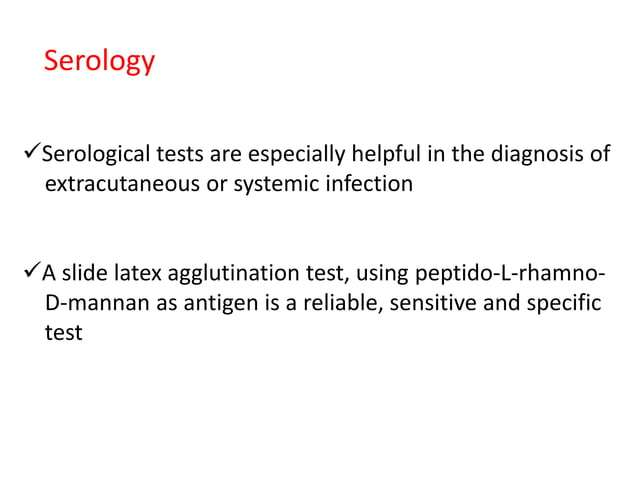 Serology
✓Serological tests are especially helpful in the diagnosis of
extracutaneous or systemic infection
✓A slide latex agglutination test, using peptido-L-rhamno-
D-mannan as antigen is a reliable, sensitive and specific
test